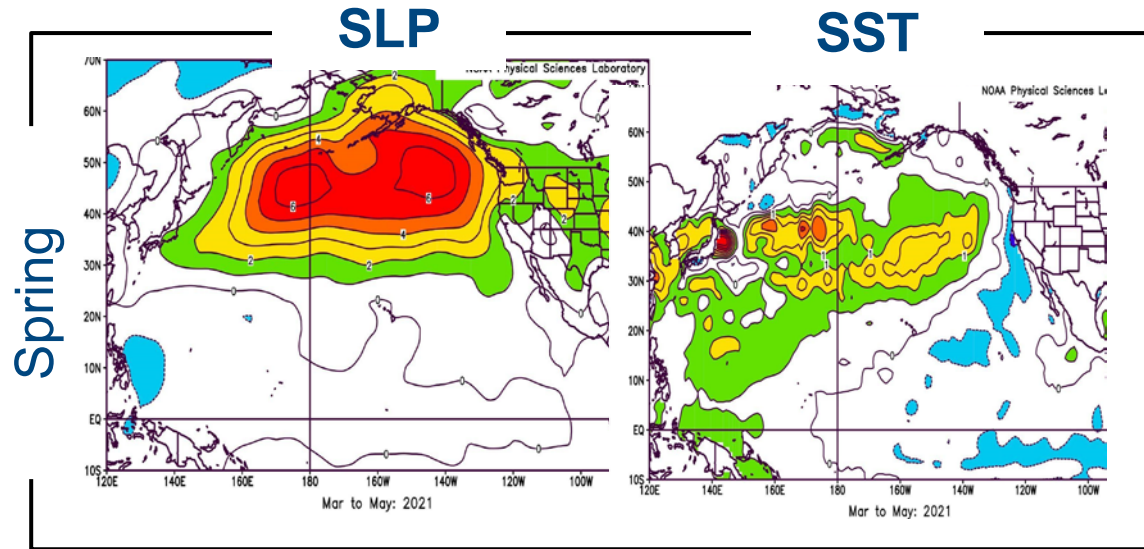 SLP
SST
Spring
Physical Sciences Laboratory
NOAA Physical Sciences
70N
60N
50N
40N
30N
20N
10N
EQ
10S
120E
140E
160E
180
160W
140W
120W
100W
Mar to May: 2021
60N
50N
40N
30N
20N
10N
EQ
10S
120E
140E
160E
180
160W
140W
120W
100W
Mar to May: 2021